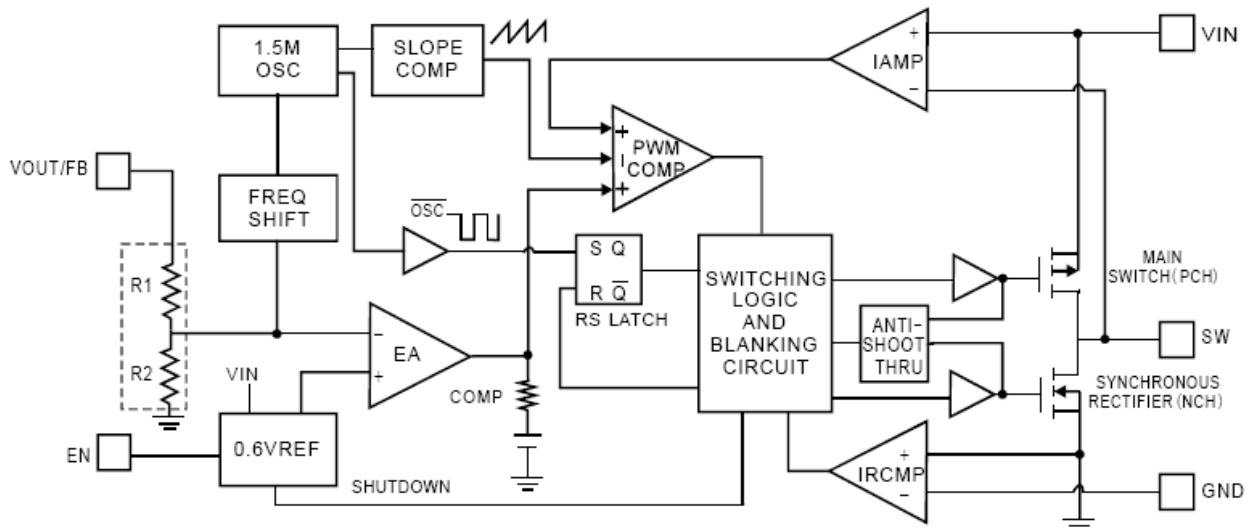 1.5M
OSC
SLOPE
COMP
+
IAMP
−
VIN
VOUT/FB
FREQ
SHIFT
+
−
+
PWM
COMP
OSC
R1
R2
S Q
R Q
RS LATCH
SWITCHING
LOGIC
AND
BLANKING
CIRCUIT
ANTI-
SHOOT
THRU
MAIN
SWITCH(PCH)
SW
SYNCHRONOUS
RECTIFIER(NCH)
−
EA
+
COMP
VIN
EN
0.6VREF
SHUTDOWN
+
IRCMP
−
GND